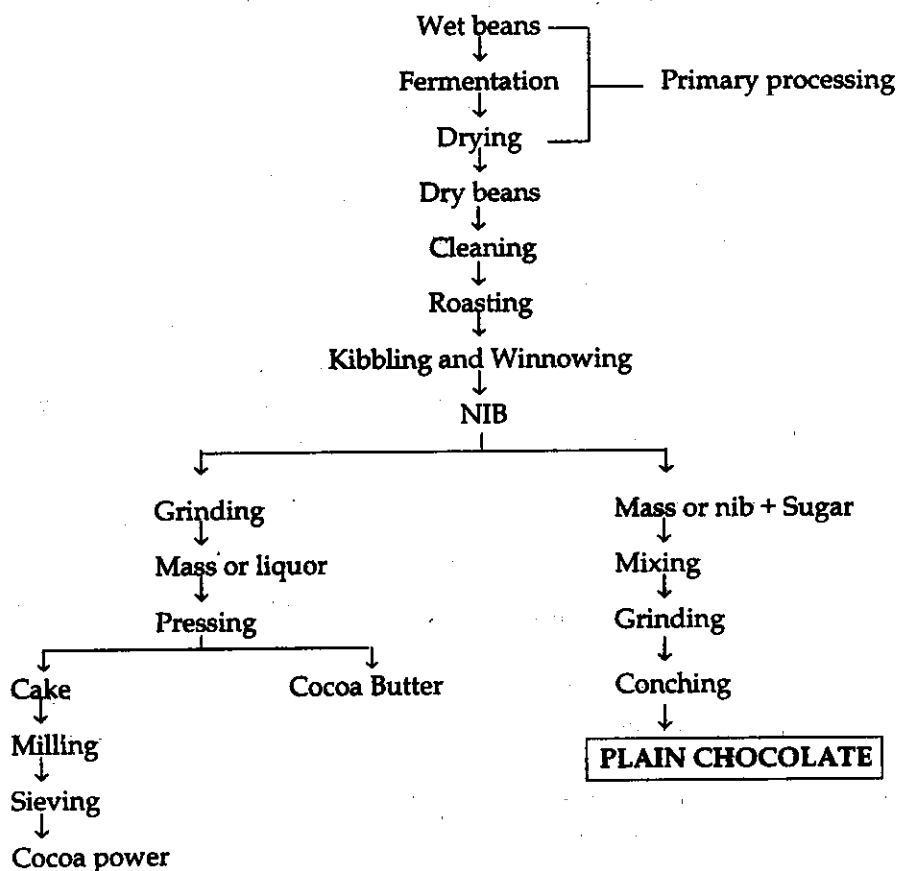 Wet beans
Fermentation
Primary processing
Drying
Dry beans
Cleaning
Roasting
Kibbling and Winnowing
NIB
Grinding
Mass or liquor
Pressing
Cake
Cocoa Butter
Milling
Sieving
Cocoa power
Mass or nib + Sugar
Mixing
Grinding
Conching
PLAIN CHOCOLATE